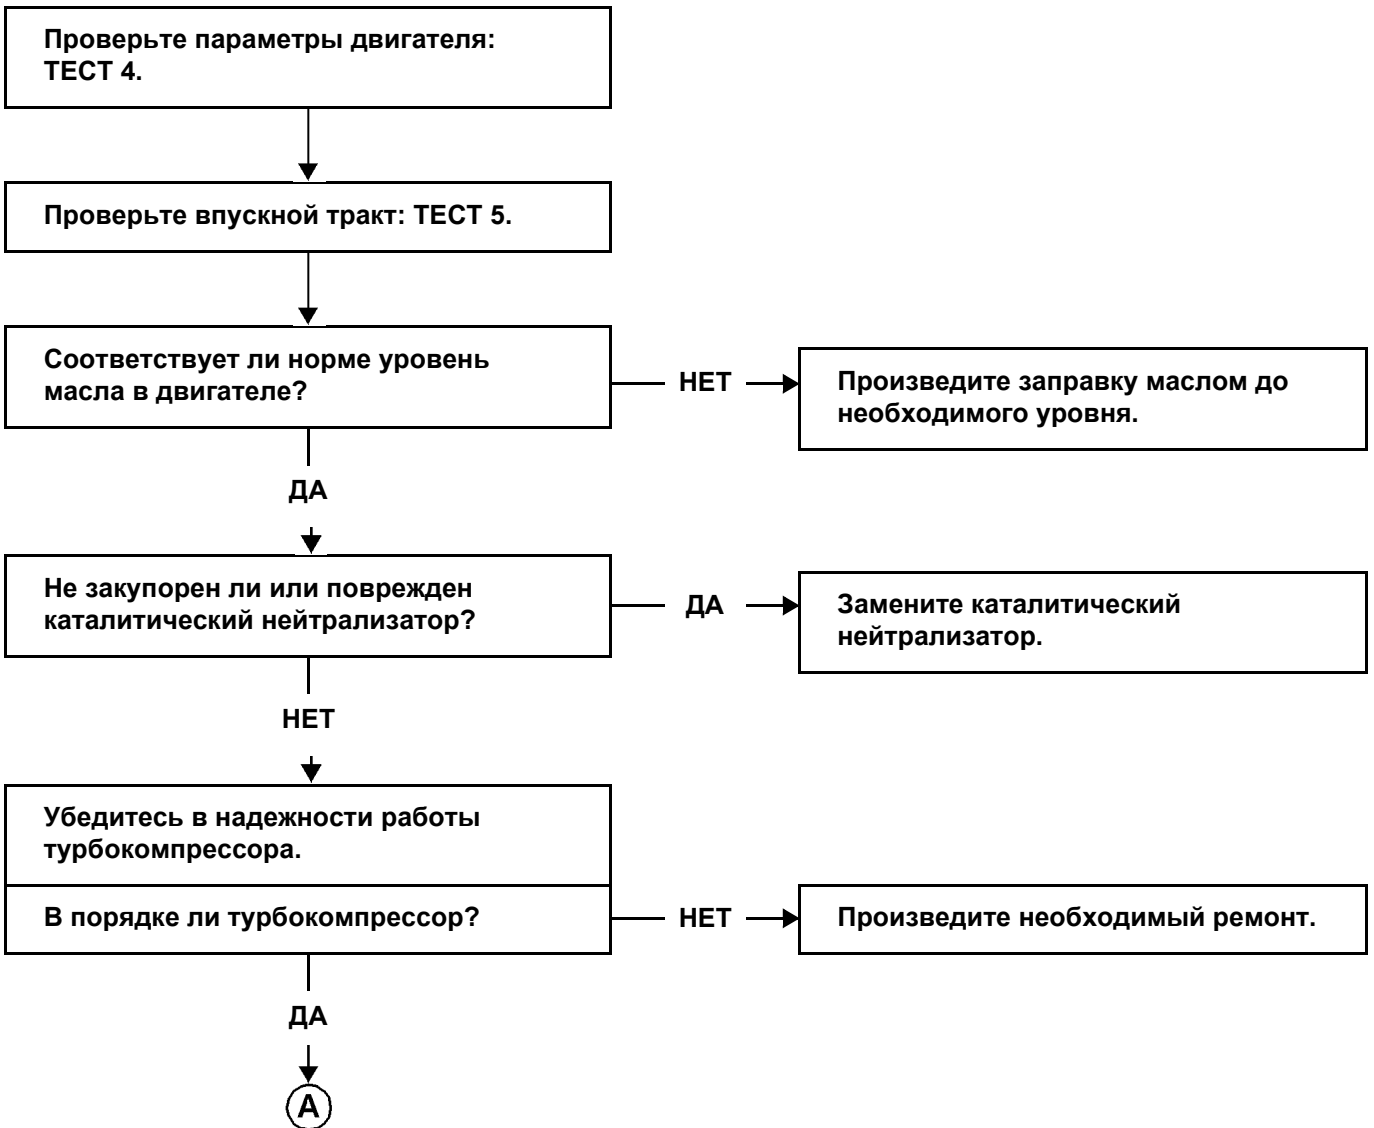 Проверьте параметры двигателя:
ТЕСТ 4.
Проверьте впускной тракт: ТЕСТ 5.
Соответствует ли норме уровень
масла в двигателе?
НЕТ
Произведите заправку маслом до
необходимого уровня.
ДА
Не закупорен ли или поврежден
каталитический нейтрализатор?
ДА
Замените каталитический
нейтрализатор.
НЕТ
Убедитесь в надежности работы
турбокомпрессора.
В порядке ли турбокомпрессор?
НЕТ
Произведите необходимый ремонт.
ДА
А